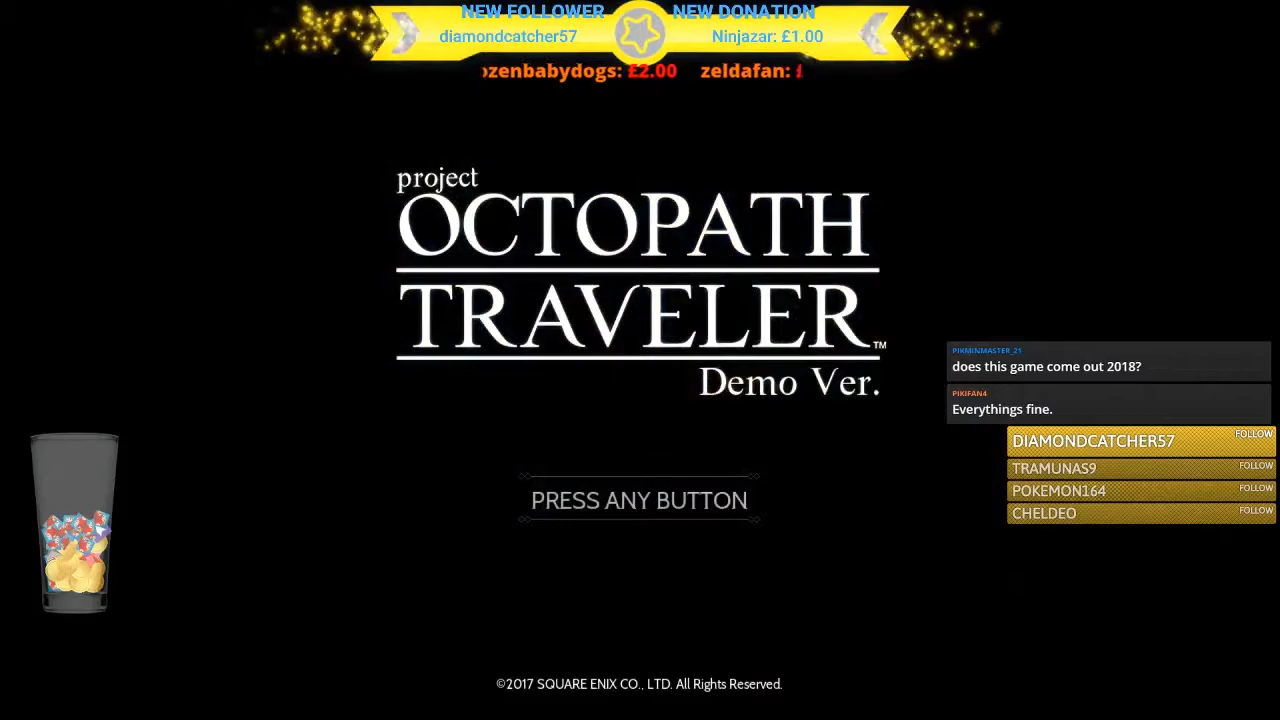 NEW FOLLOWER NEW DONATION
diamondcatcher57 Ninjazar: £1.00
ozenbabydogs: £2.00 zeldafan: £
project
OCTOPATH
TRAVELER™
Demo Ver.
PIKMINMASTER_21
does this game come out 2018?
PIKIFAN4
Everythings fine.
DIAMONDCATCHER57 FOLLOW
TRAMUNAS9 FOLLOW
POKEMON164 FOLLOW
CHELDEO FOLLOW
PRESS ANY BUTTON
©2017 SQUARE ENIX CO., LTD. All Rights Reserved.